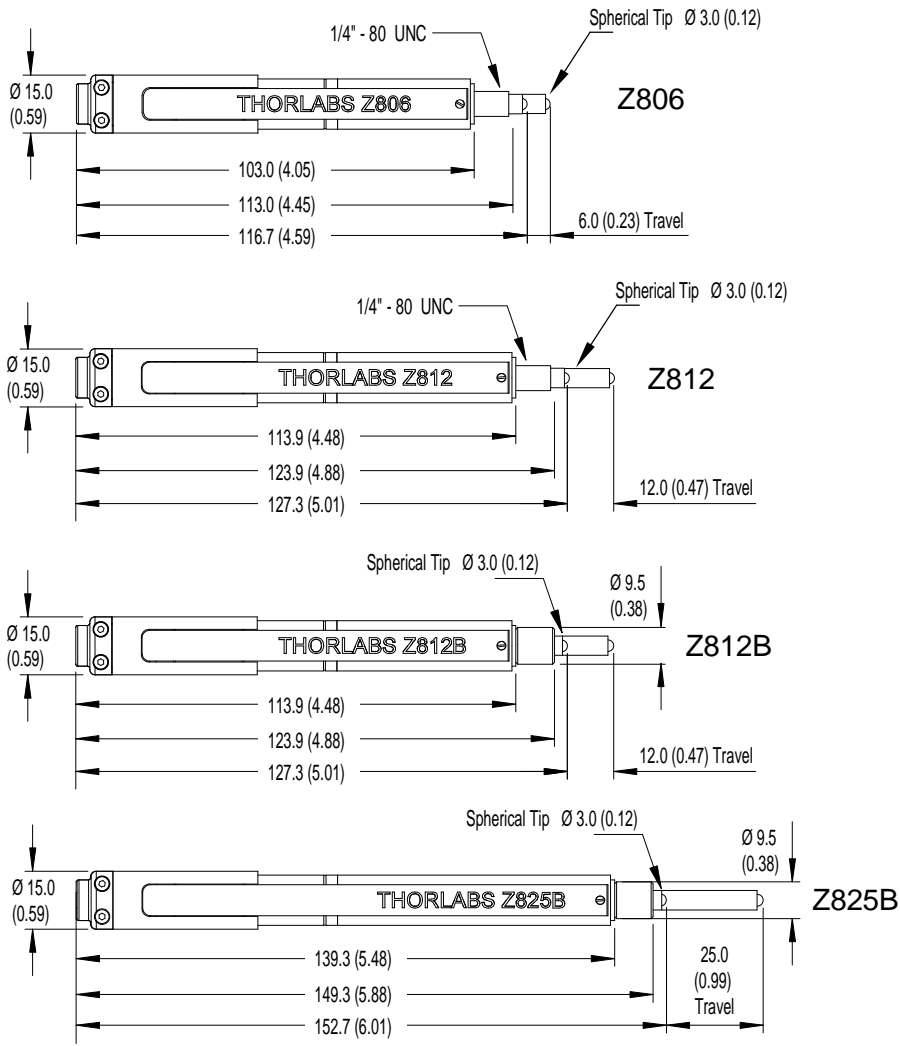 1/4" - 80 UNC
Spherical Tip Ø 3.0 (0.12)
Ø 15.0
(0.59)
THORLABS Z806
Z806
103.0 (4.05)
113.0 (4.45)
116.7 (4.59)
6.0 (0.23) Travel
1/4" - 80 UNC
Spherical Tip Ø 3.0 (0.12)
Ø 15.0
(0.59)
THORLABS Z812
Z812
113.9 (4.48)
123.9 (4.88)
127.3 (5.01)
12.0 (0.47) Travel
Spherical Tip Ø 3.0 (0.12)
Ø 9.5
(0.38)
Ø 15.0
(0.59)
THORLABS Z812B
Z812B
113.9 (4.48)
123.9 (4.88)
127.3 (5.01)
12.0 (0.47) Travel
Spherical Tip Ø 3.0 (0.12)
Ø 9.5
(0.38)
Ø 15.0
(0.59)
THORLABS Z825B
Z825B
139.3 (5.48)
149.3 (5.88)
152.7 (6.01)
25.0
(0.99)
Travel